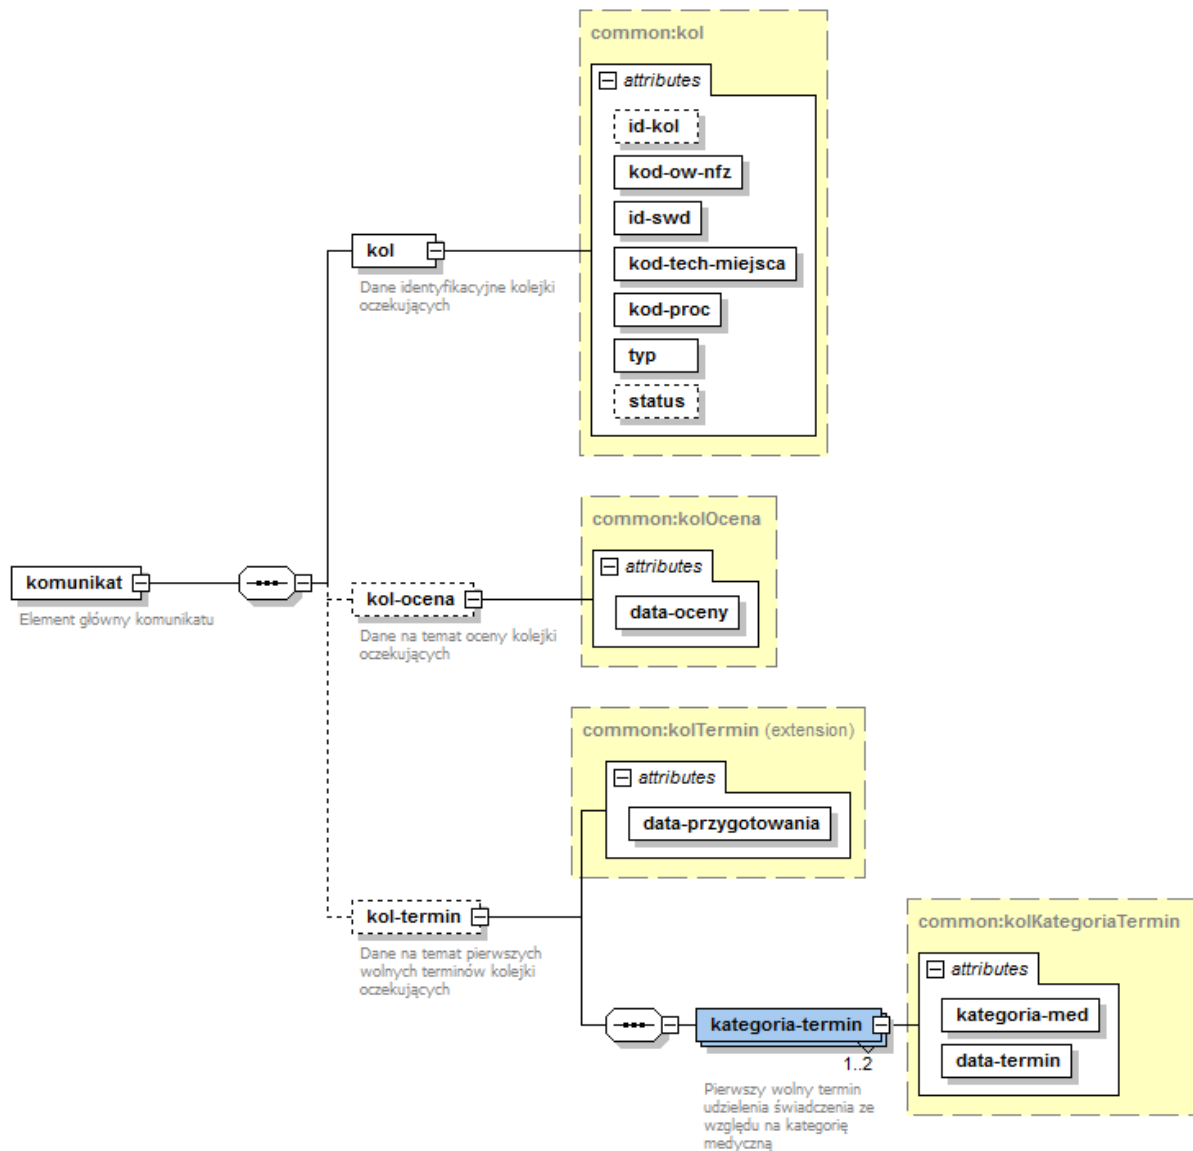 common:kol
attributes
id-kol
kod-ow-nfz
id-swd
kod-tech-miejsca
kod-proc
typ
status
kol
Dane identyfikacyjne kolejki
oczekujących
common:kolOcena
attributes
data-oceny
komunikat
Element główny komunikatu
kol-ocena
Dane na temat oceny kolejki
oczekujących
common:kolTermin (extension)
attributes
data-przygotowania
kol-termin
Dane na temat pierwszych
wolnych terminów kolejki
oczekujących
common:kolKategoriaTermin
attributes
kategoria-med
data-termin
kategoria-termin
1..2
Pierwszy wolny termin
udzielenia świadczenia ze
względu na kategorię
medyczną